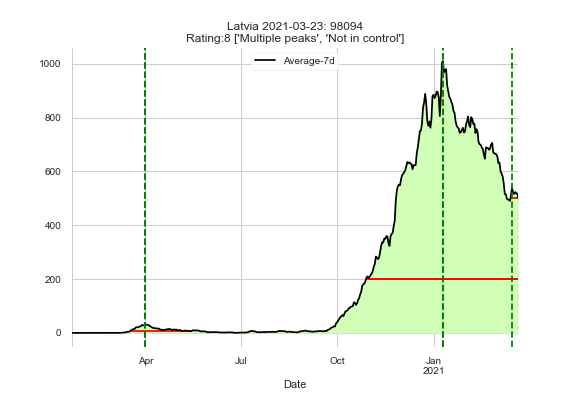 Latvia 2021-03-23: 98094
Rating:8 ['Multiple peaks', 'Not in control']
Average-7d
1000
800
600
400
200
0
Apr Jul Oct Jan
2021
Date